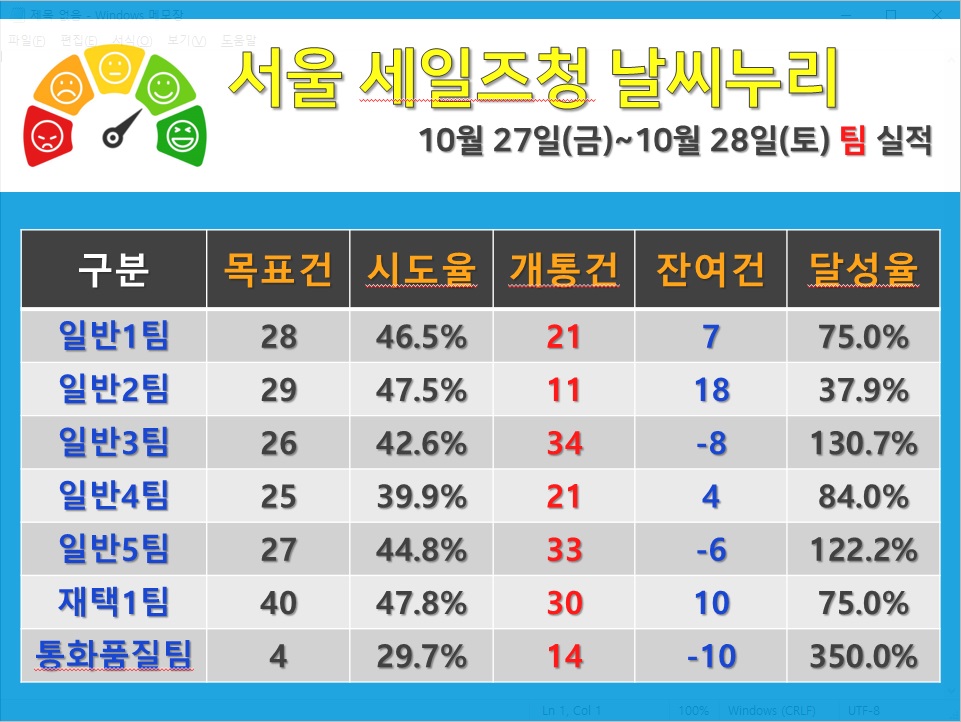 제목 없음 - Windows 메모장
파일(F) 편집(E) 서식(O) 보기(V) 도움말
서울 세일즈청 날씨누리
10월 27일(금)~10월 28일(토) 팀 실적
구분 목표건 시도율 개통건 잔여건 달성율
일반1팀 28 46.5% 21 7 75.0%
일반2팀 29 47.5% 11 18 37.9%
일반3팀 26 42.6% 34 -8 130.7%
일반4팀 25 39.9% 21 4 84.0%
일반5팀 27 44.8% 33 -6 122.2%
재택1팀 40 47.8% 30 10 75.0%
통화품질팀 4 29.7% 14 -10 350.0%
Ln 1, Col 1 100% Windows (CRLF) UTF-8